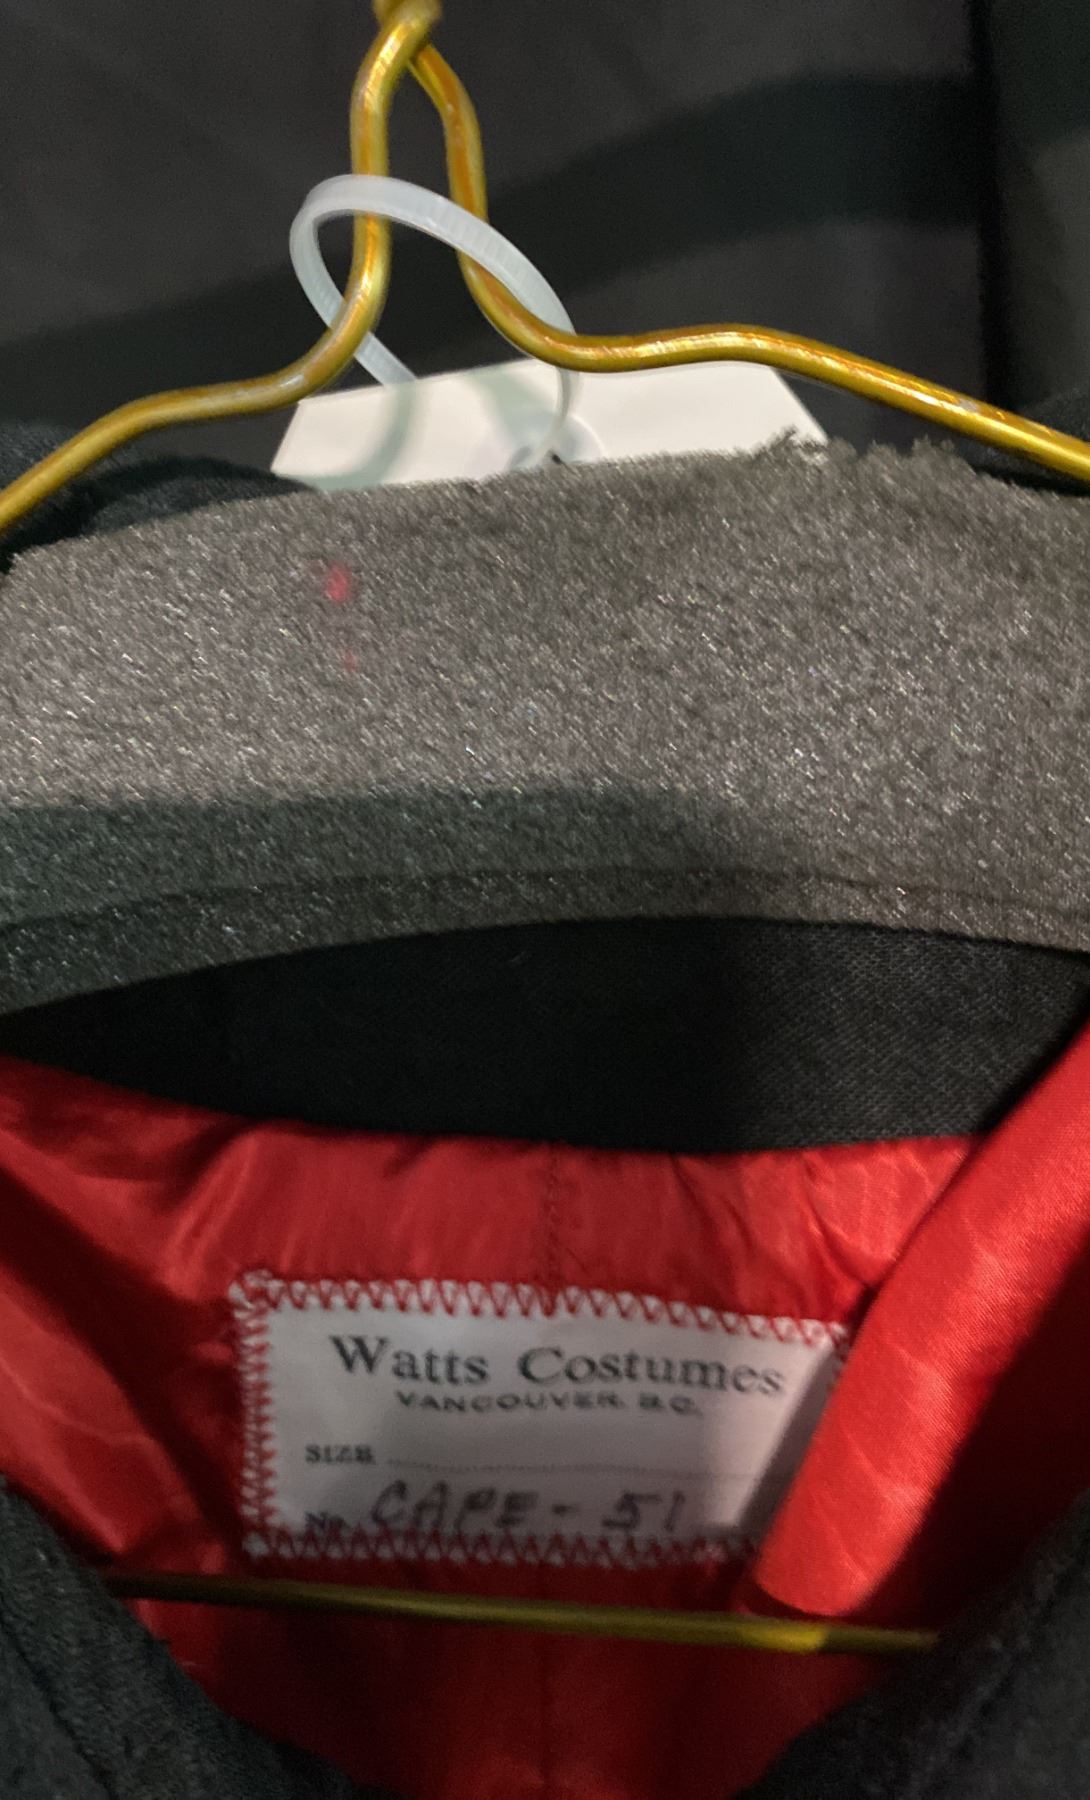 Watts Costumes
VANCOUVER, B.C.
SIZE
No. CAPE - 51